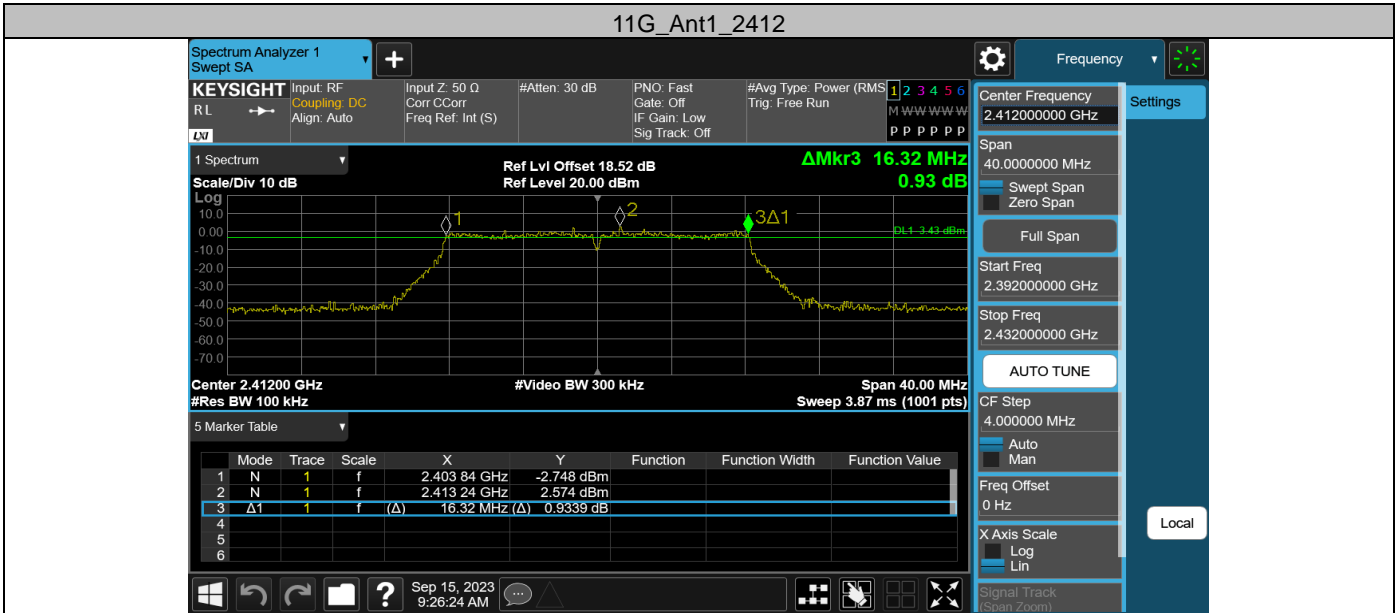 11G_Ant1_2412
Spectrum Analyzer 1
Swept SA
+
Frequency
KEYSIGHT
R L
LXI
Input: RF
Coupling: DC
Align: Auto
Input Z: 50 Ω
Corr CCorr
Freq Ref: Int (S)
#Atten: 30 dB
PNO: Fast
Gate: Off
IF Gain: Low
Sig Track: Off
#Avg Type: Power (RMS
Trig: Free Run
1 2 3 4 5 6
M W W W W W
P P P P P P
1 Spectrum
Scale/Div 10 dB
Ref Lvl Offset 18.52 dB
Ref Level 20.00 dBm
ΔMkr3 16.32 MHz
0.93 dB
Log
10.0
0.00
-10.0
-20.0
-30.0
-40.0
-50.0
-60.0
-70.0
1
2
3Δ1
DL1 -3.43 dBm
Center 2.41200 GHz
#Video BW 300 kHz
Span 40.00 MHz
#Res BW 100 kHz
Sweep 3.87 ms (1001 pts)
5 Marker Table
Mode Trace Scale X Y Function Function Width Function Value
1 N 1 f 2.403 84 GHz -2.748 dBm
2 N 1 f 2.413 24 GHz 2.574 dBm
3 Δ1 1 f (Δ) 16.32 MHz (Δ) 0.9339 dB
4
5
6
Center Frequency
2.412000000 GHz
Settings
Span
40.0000000 MHz
Swept Span
Zero Span
Full Span
Start Freq
2.392000000 GHz
Stop Freq
2.432000000 GHz
AUTO TUNE
CF Step
4.000000 MHz
Auto
Man
Freq Offset
0 Hz
Local
X Axis Scale
Log
Lin
Signal Track
(Span Zoom)
?
Sep 15, 2023
9:26:24 AM